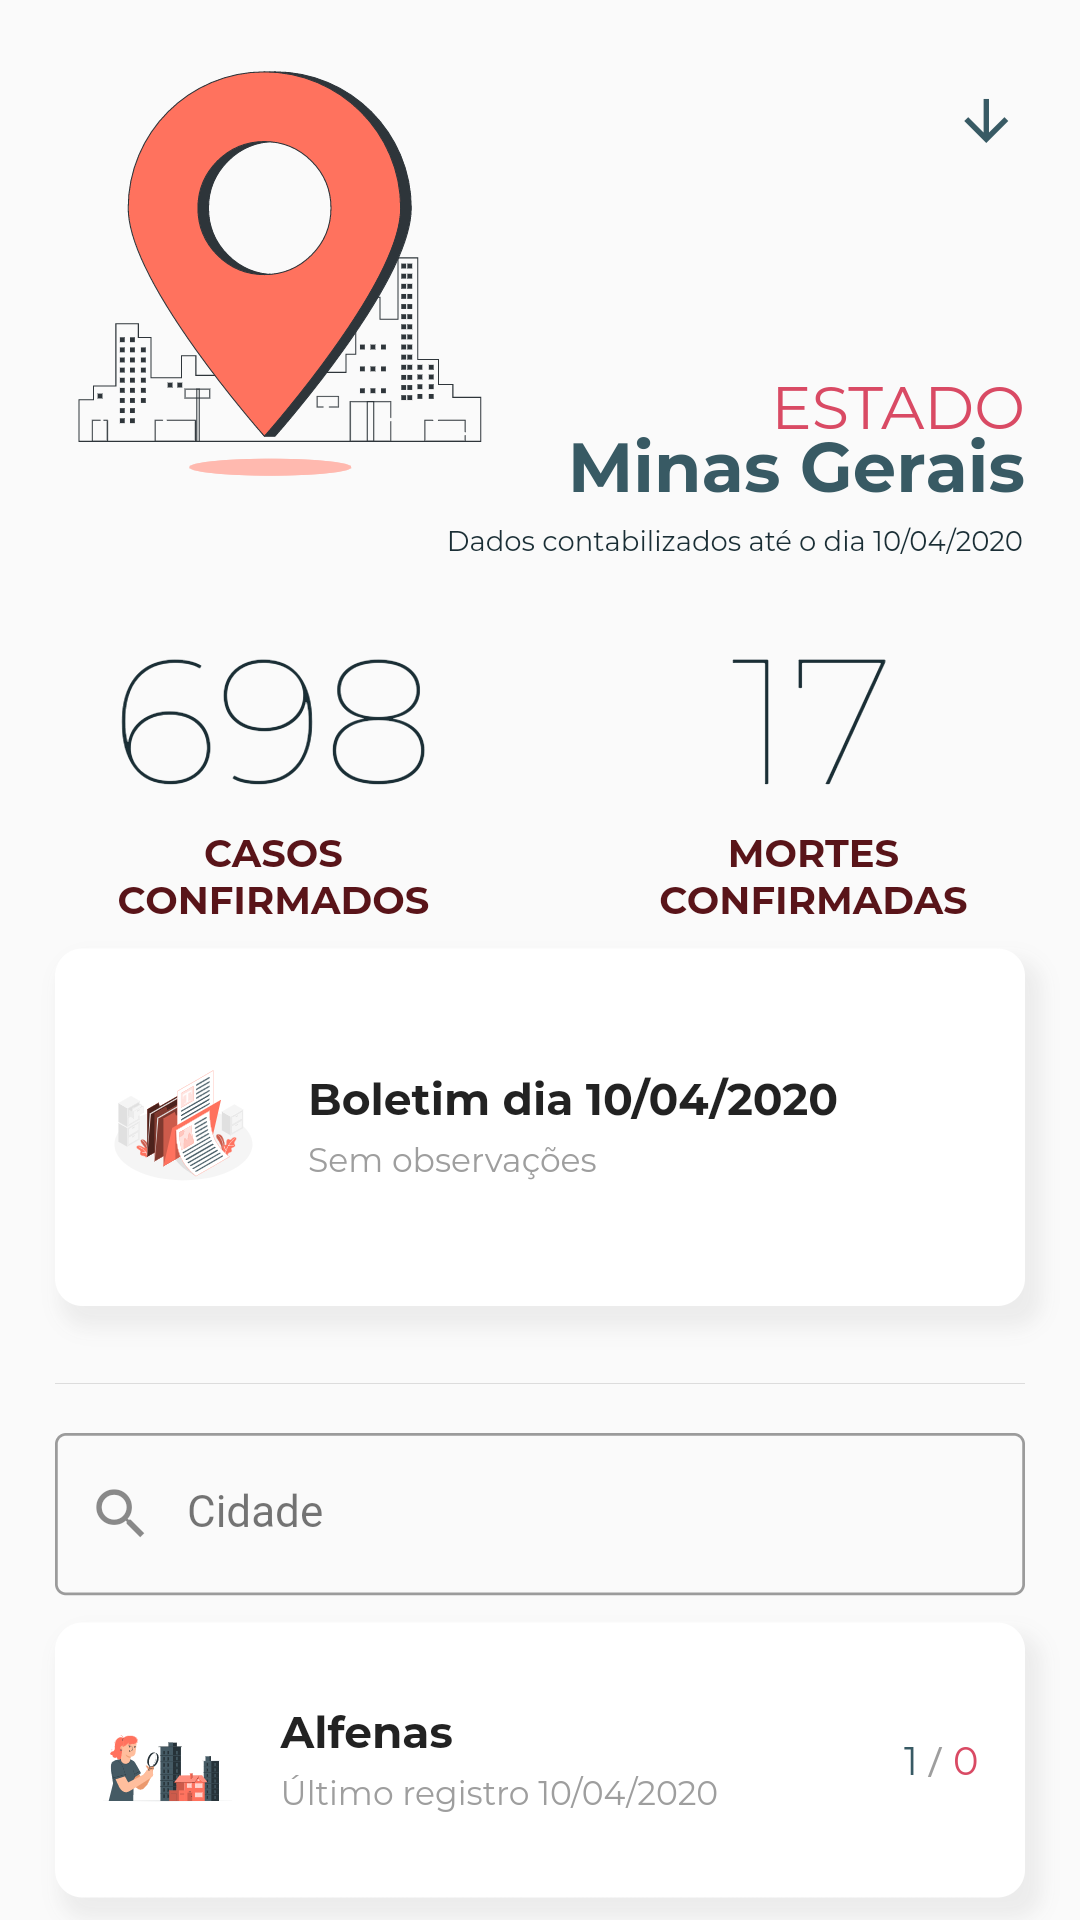 ESTADO
Minas Gerais
Dados contabilizados até o dia 10/04/2020
698
17
CASOS
CONFIRMADOS
MORTES
CONFIRMADAS
Boletim dia 10/04/2020
Sem observações
Cidade
Alfenas
Último registro 10/04/2020
1 / 0